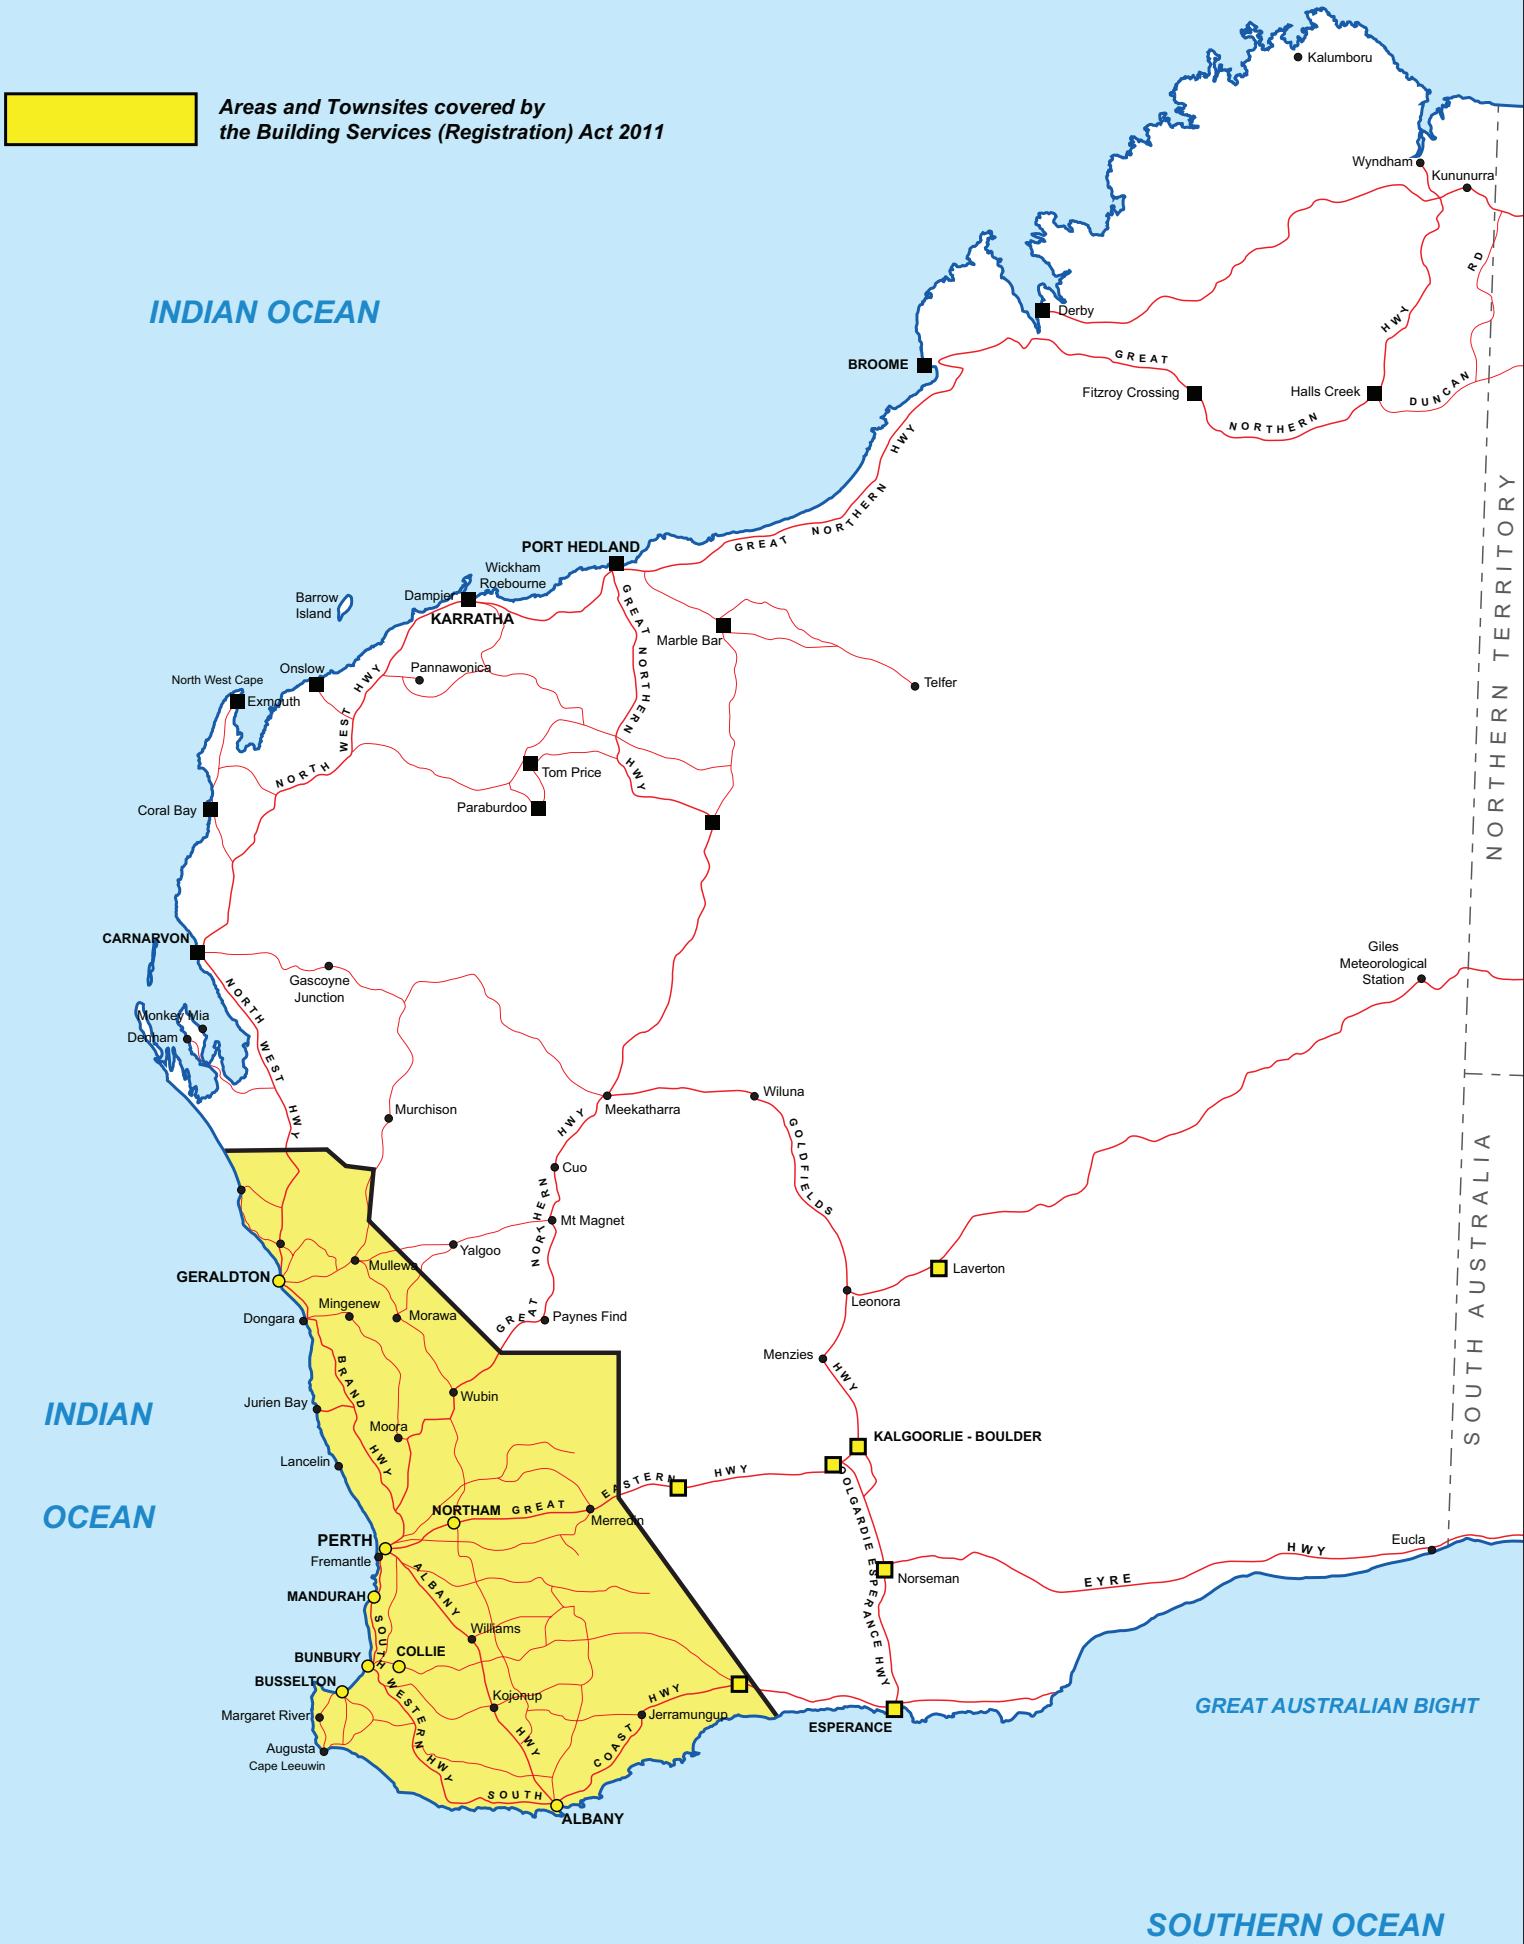 Kalumboru
Areas and Townsites covered by
the Building Services (Registration) Act 2011
Wyndham
Kununurra
RD
INDIAN OCEAN
Derby
HWY
GREAT
BROOME
Fitzroy Crossing
Halls Creek
DUNCAN
NORTHERN
HWY
NORTHERN
GREAT
NORTHERN TERRITORY
PORT HEDLAND
Wickham
Roebourne
Dampier
KARRATHA
Barrow
Island
GREAT NORTHERN
HWY
Marble Bar
Onslow
Pannawonica
North West Cape
Exmouth
Telfer
HWY
WEST
NORTH
Tom Price
Paraburdoo
Coral Bay
CARNARVON
Gascoyne
Junction
Giles
Meteorological
Station
NORTH WEST HWY
Monkey Mia
Denham
Murchison
Meekatharra
Wiluna
HWY
GOLDFIELDS
Cuo
NORTHERN
Mt Magnet
Yalgoo
SOUTH AUSTRALIA
Mullewa
GERALDTON
Laverton
Leonora
Mingenew
Dongara
Morawa
GREAT
Paynes Find
Menzies
HWY
BRAND
HWY
Wubin
Jurien Bay
Moora
INDIAN
OCEAN
KALGOORLIE - BOULDER
Lancelin
GREAT
EASTERN
HWY
NORTHAM
Merredin
COOLGARDIE ESPERANCE HWY
PERTH
Fremantle
Eucla
EYRE
HWY
Norseman
MANDURAH
ALBANY
HWY
Williams
BUNBURY
COLLIE
BUSSELTON
SOUTH WESTERN HWY
Kojonup
Margaret River
Jerramungup
ESPERANCE
GREAT AUSTRALIAN BIGHT
Augusta
Cape Leeuwin
SOUTH
COAST
HWY
ALBANY
SOUTHERN OCEAN